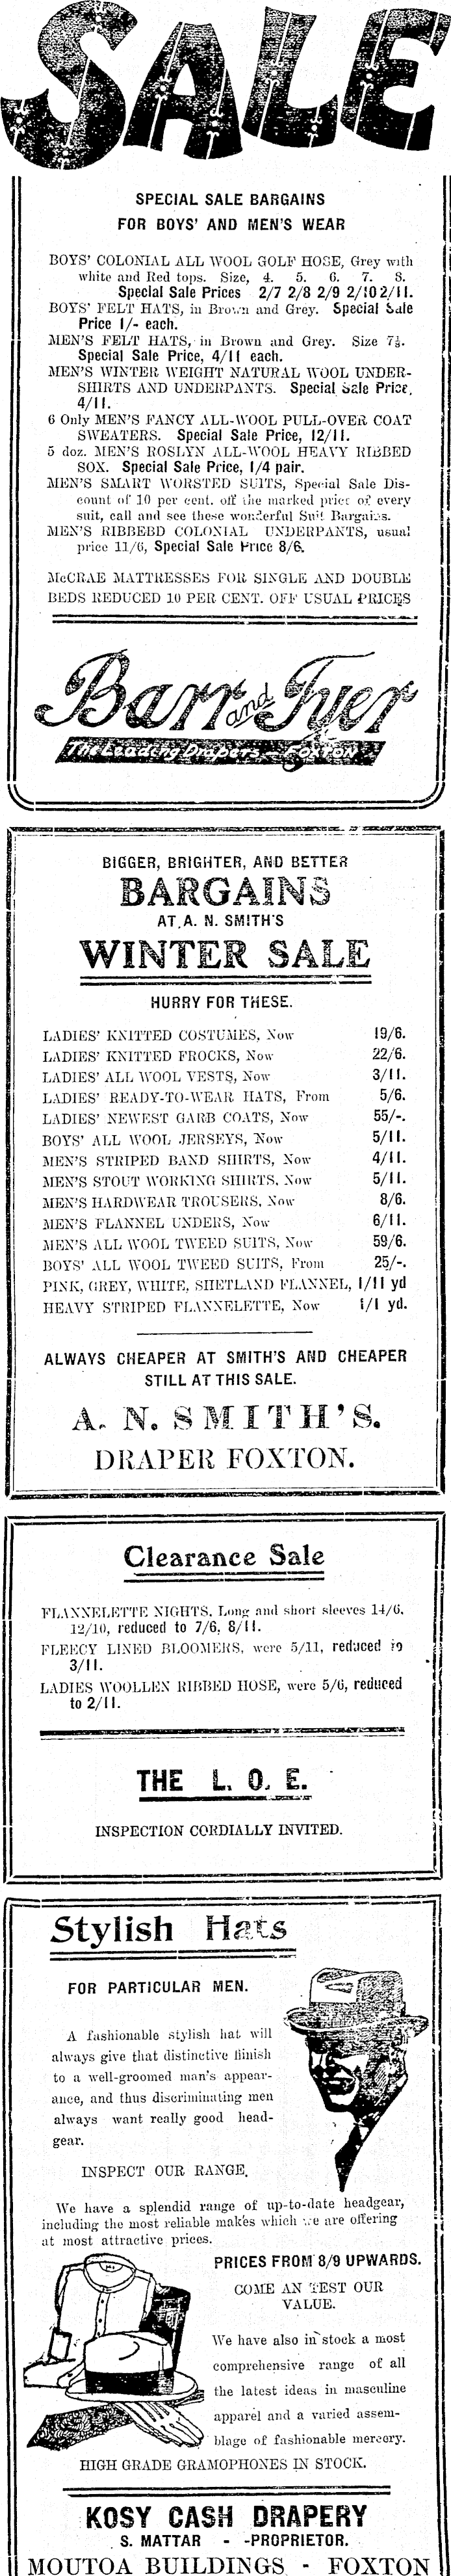 SALE
SPECIAL SALE BARGAINS
FOR BOYS' AND MEN'S WEAR
BOYS' COLONIAL ALL WOOL GOLF HOSE, Grey with
white and Red tops. Size, 4. 5. 6. 7. 8.
Special Sale Prices 2/7 2/8 2/9 2/10 2/11.
BOYS' FELT HATS, in Brown and Grey. Special Sale
Price 1/- each.
MEN'S FELT HATS, in Brown and Grey. Size 7⅛.
Special Sale Price, 4/11 each.
MEN'S WINTER WEIGHT NATURAL WOOL UNDER-
SHIRTS AND UNDERPANTS. Special Sale Price,
4/11.
6 Only MEN'S FANCY ALL-WOOL PULL-OVER COAT
SWEATERS. Special Sale Price, 12/11.
5 doz. MEN'S ROSLYN ALL-WOOL HEAVY RIBBED
SOX. Special Sale Price, 1/4 pair.
MEN'S SMART WORSTED SUITS, Special Sale Dis-
count of 10 per cent. off the marked price of every
suit, call and see these wonderful Suit Bargains.
MEN'S RIBBEBD COLONIAL UNDERPANTS, usual
price 11/6, Special Sale Price 8/6.
McCRAE MATTRESSES FOR SINGLE AND DOUBLE
BEDS REDUCED 10 PER CENT. OFF USUAL PRICES
Barr and Tyer
The Leading Drapers - Foxton
BIGGER, BRIGHTER, AND BETTER
BARGAINS
AT A. N. SMITH'S
WINTER SALE
HURRY FOR THESE.
LADIES' KNITTED COSTUMES, Now 19/6.
LADIES' KNITTED FROCKS, Now 22/6.
LADIES' ALL WOOL VESTS, Now 3/11.
LADIES' READY-TO-WEAR HATS, From 5/6.
LADIES' NEWEST GARB COATS, Now 55/-.
BOYS' ALL WOOL JERSEYS, Now 5/11.
MEN'S STRIPED BAND SHIRTS, Now 4/11.
MEN'S STOUT WORKING SHIRTS, Now 5/11.
MEN'S HARDWEAR TROUSERS, Now 8/6.
MEN'S FLANNEL UNDERS, Now 6/11.
MEN'S ALL WOOL TWEED SUITS, Now 59/6.
BOYS' ALL WOOL TWEED SUITS, From 25/-.
PINK, GREY, WHITE, SHETLAND FLANNEL, 1/11 yd
HEAVY STRIPED FLANNELETTE, Now 1/1 yd.
ALWAYS CHEAPER AT SMITH'S AND CHEAPER
STILL AT THIS SALE.
A. N. SMITH'S.
DRAPER FOXTON.
Clearance Sale
FLANNELETTE NIGHTS, Long and short sleeves 14/6,
12/10, reduced to 7/6, 8/11.
FLEECY LINED BLOOMERS, were 5/11, reduced to
3/11.
LADIES WOOLLEN RIBBED HOSE, were 5/6, reduced
to 2/11.
THE L. O. E.
INSPECTION CORDIALLY INVITED.
Stylish Hats
FOR PARTICULAR MEN.
A fashionable stylish hat will
always give that distinctive finish
to a well-groomed man's appear-
ance, and thus discriminating men
always want really good head-
gear.
INSPECT OUR RANGE.
We have a splendid range of up-to-date headgear,
including the most reliable makes which we are offering
at most attractive prices.
PRICES FROM 8/9 UPWARDS.
COME AN TEST OUR
VALUE.
We have also in stock a most
comprehensive range of all
the latest ideas in masculine
apparel and a varied assem-
blage of fashionable mercery.
HIGH GRADE GRAMOPHONES IN STOCK.
KOSY CASH DRAPERY
S. MATTAR - -PROPRIETOR.
MOUTOA BUILDINGS - FOXTON